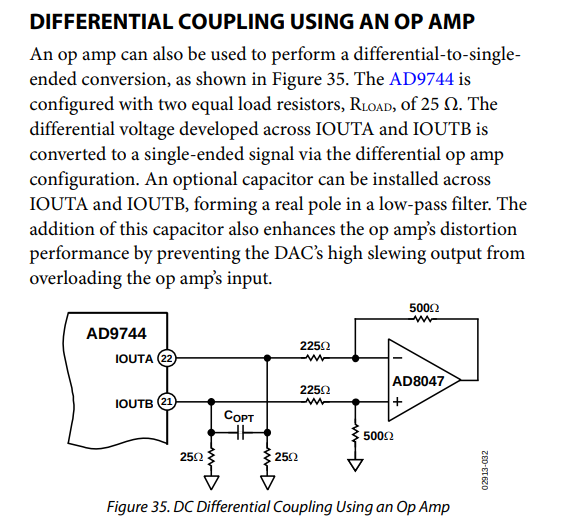 DIFFERENTIAL COUPLING USING AN OP AMP
An op amp can also be used to perform a differential-to-single-
ended conversion, as shown in Figure 35. The AD9744 is
configured with two equal load resistors, RLOAD, of 25 Ω. The
differential voltage developed across IOUTA and IOUTB is
converted to a single-ended signal via the differential op amp
configuration. An optional capacitor can be installed across
IOUTA and IOUTB, forming a real pole in a low-pass filter. The
addition of this capacitor also enhances the op amp's distortion
performance by preventing the DAC's high slewing output from
overloading the op amp's input.
500Ω
AD9744
225Ω
IOUTA 22
225Ω
AD8047
IOUTB 21
COPT
500Ω
25Ω
25Ω
02913-032
Figure 35. DC Differential Coupling Using an Op Amp